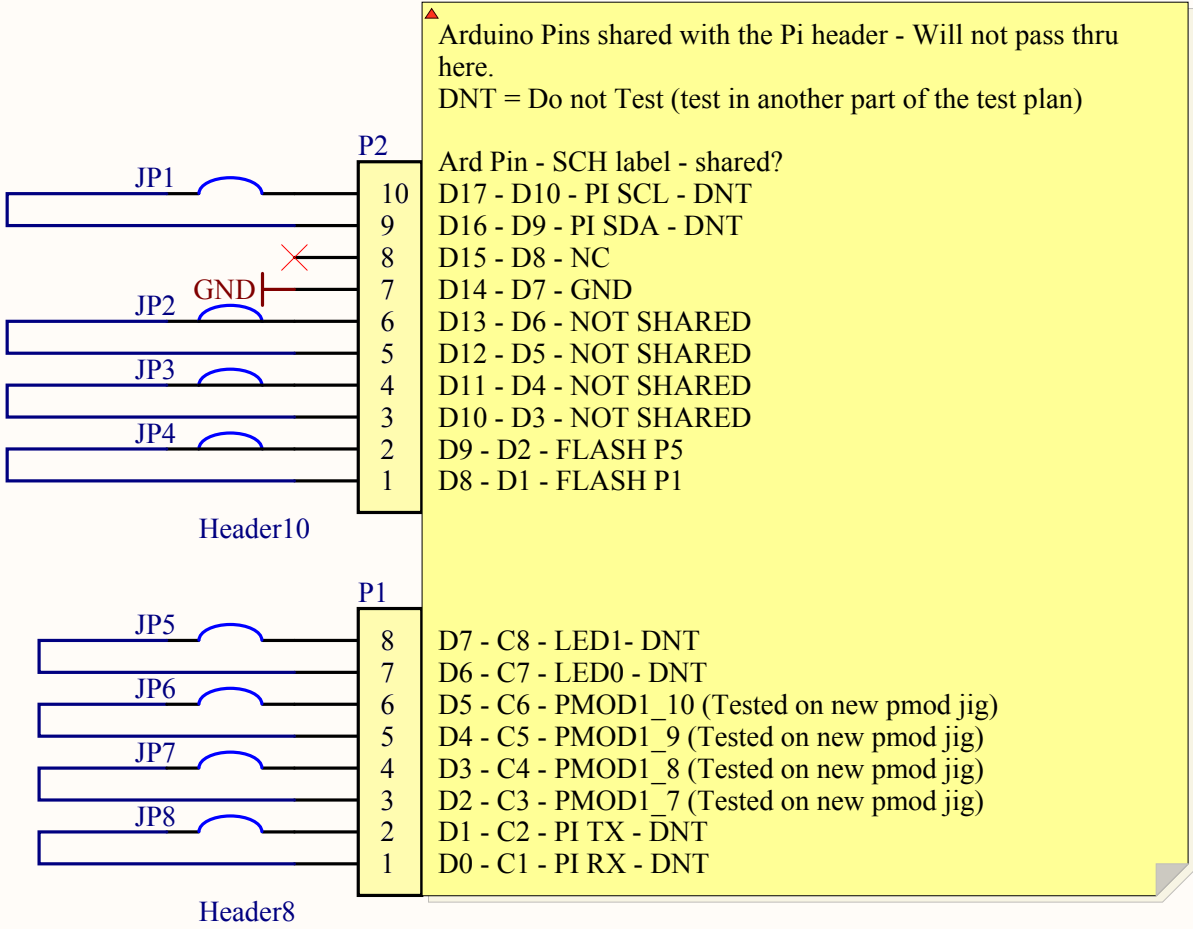 Arduino Pins shared with the Pi header - Will not pass thru
here.
DNT = Do not Test (test in another part of the test plan)
P2
Ard Pin - SCH label - shared?
JP1
10 D17 - D10 - PI SCL - DNT
9 D16 - D9 - PI SDA - DNT
8 D15 - D8 - NC
GND 7 D14 - D7 - GND
JP2
6 D13 - D6 - NOT SHARED
5 D12 - D5 - NOT SHARED
JP3
4 D11 - D4 - NOT SHARED
3 D10 - D3 - NOT SHARED
JP4
2 D9 - D2 - FLASH P5
1 D8 - D1 - FLASH P1
Header10
P1
JP5
8 D7 - C8 - LED1- DNT
7 D6 - C7 - LED0 - DNT
JP6
6 D5 - C6 - PMOD1_10 (Tested on new pmod jig)
5 D4 - C5 - PMOD1_9 (Tested on new pmod jig)
JP7
4 D3 - C4 - PMOD1_8 (Tested on new pmod jig)
3 D2 - C3 - PMOD1_7 (Tested on new pmod jig)
JP8
2 D1 - C2 - PI TX - DNT
1 D0 - C1 - PI RX - DNT
Header8